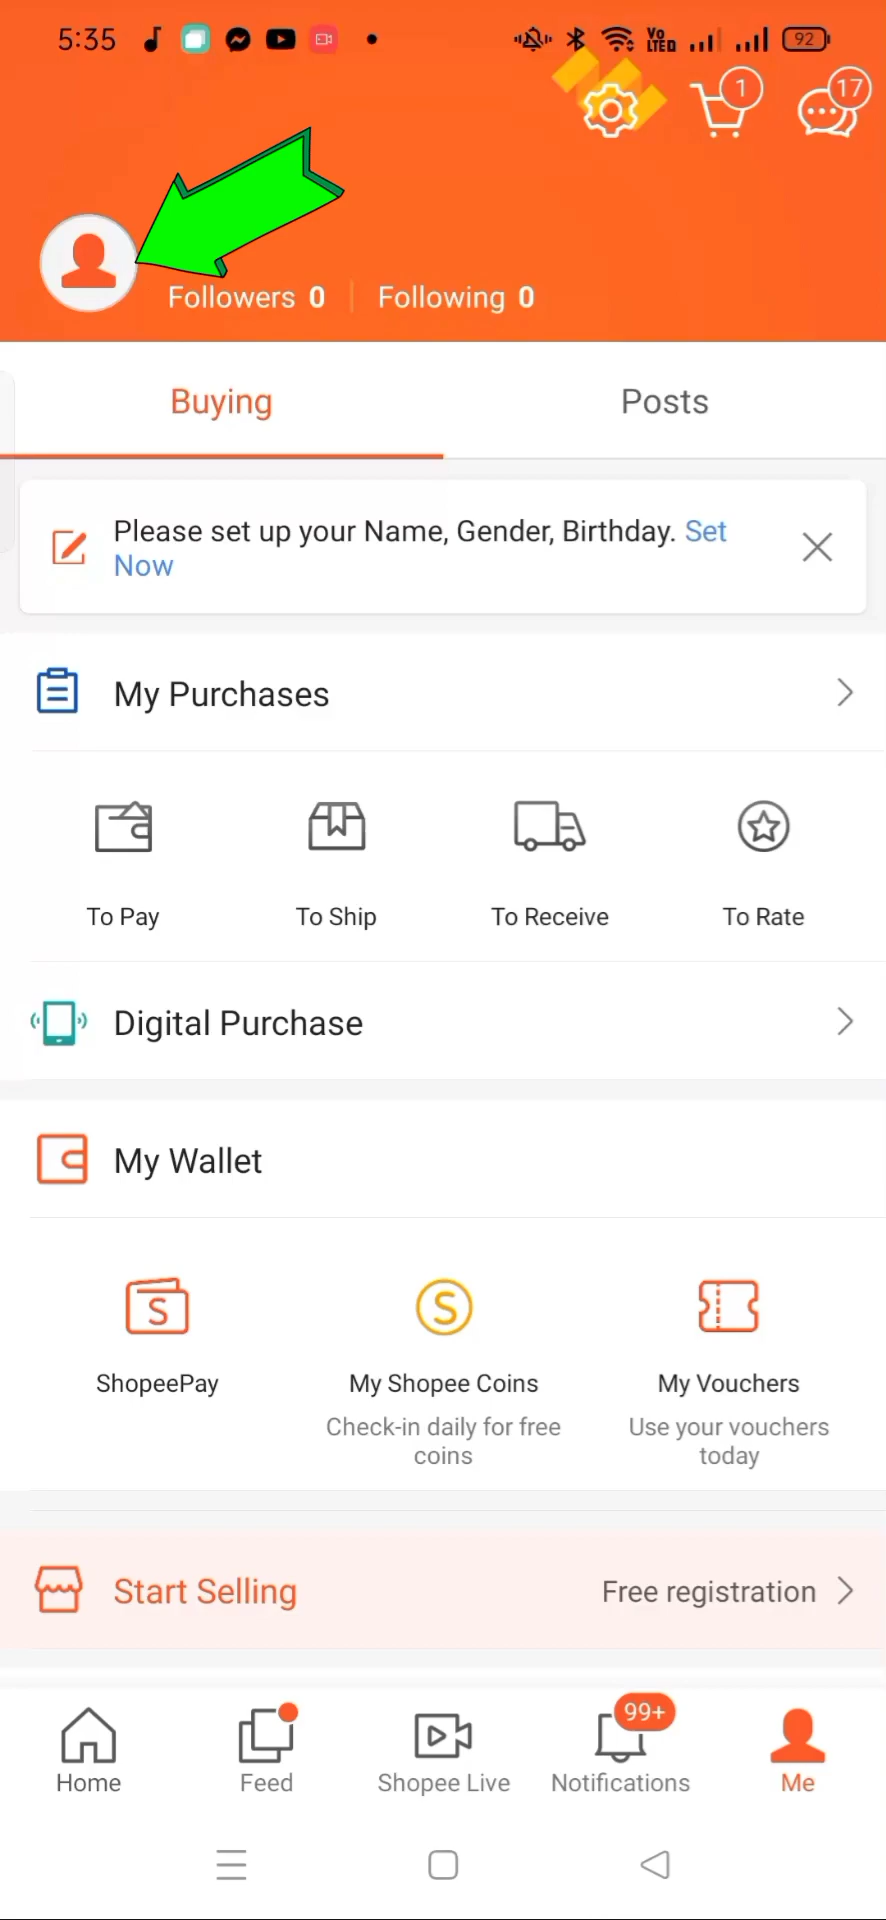 5:35
Vo
LTED
92
1
17
Followers 0 Following 0
Buying
Posts
Please set up your Name, Gender, Birthday. Set
Now
My Purchases
To Pay
To Ship
To Receive
To Rate
Digital Purchase
My Wallet
S
S
ShopeePay
My Shopee Coins
My Vouchers
Check-in daily for free
coins
Use your vouchers
today
Start Selling
Free registration
99+
Home
Feed
Shopee Live
Notifications
Me